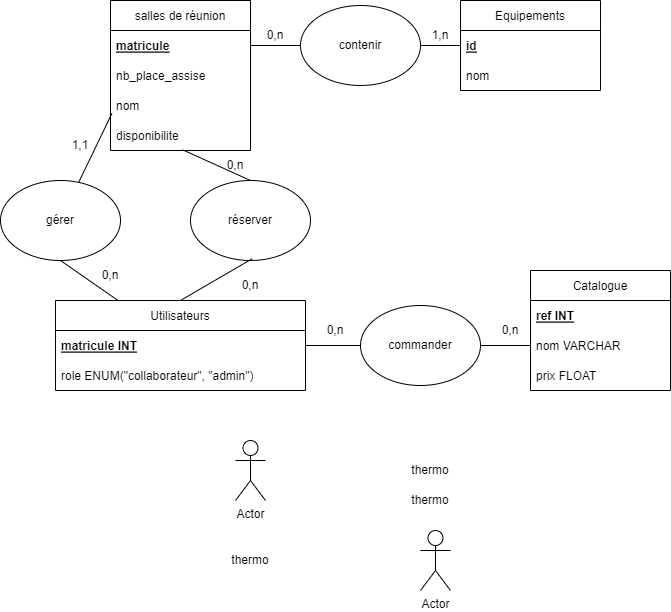 salles de réunion
matricule
nb_place_assise
nom
disponibilite
0,n
contenir
1,n
Equipements
id
nom
1,1
gérer
0,n
0,n
réserver
0,n
Utilisateurs
matricule INT
role ENUM("collaborateur", "admin")
0,n
commander
0,n
Catalogue
ref INT
nom VARCHAR
prix FLOAT
Actor
thermo
thermo
thermo
Actor